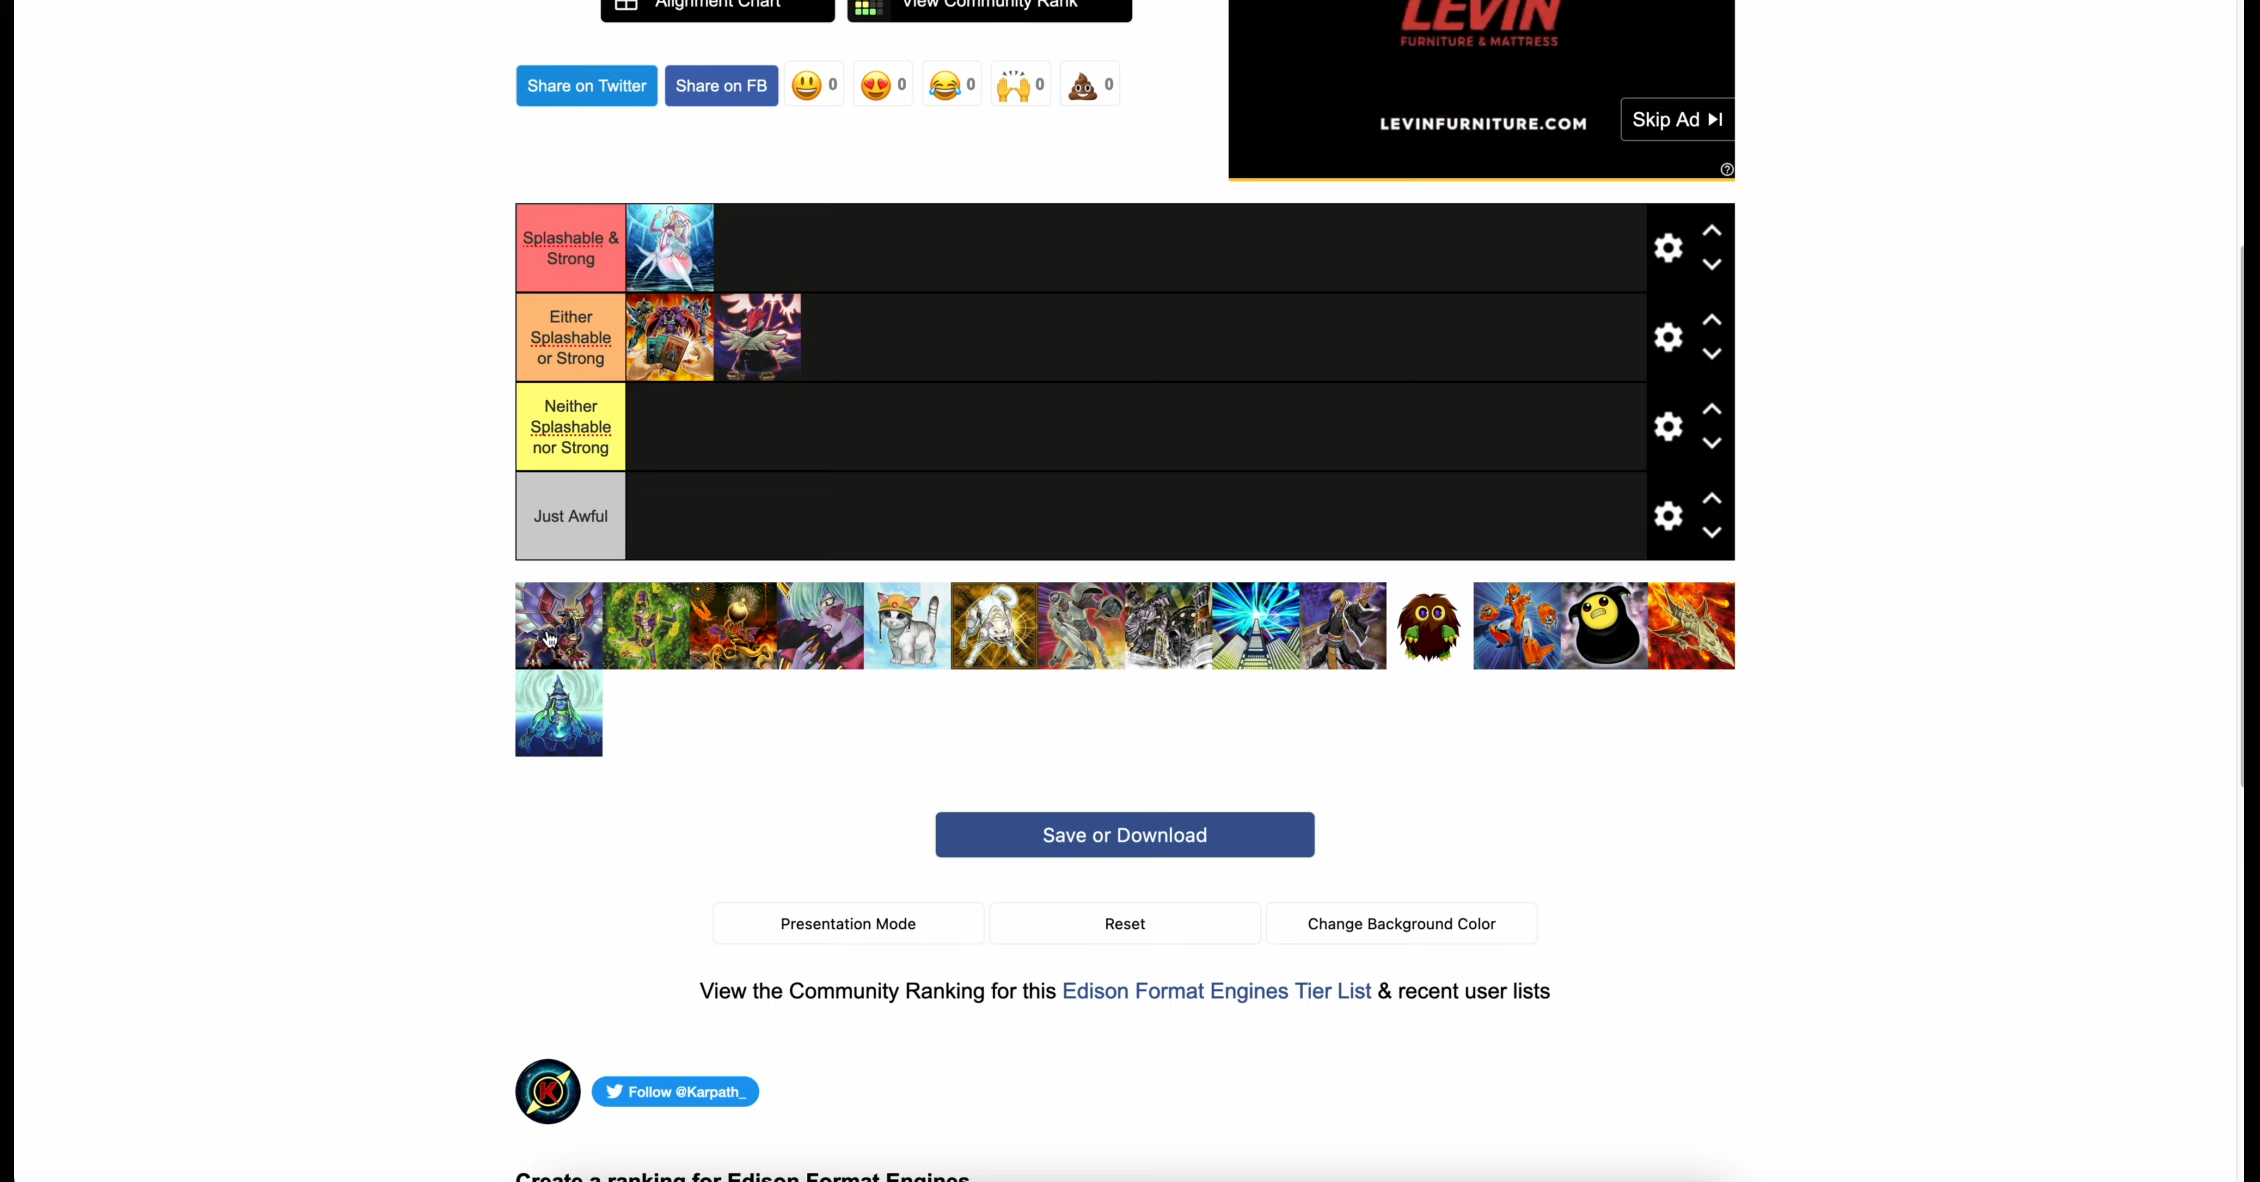 Alignment Chart
View Community Rank
LEVIN
FURNITURE & MATTRESS
Share on Twitter
Share on FB
0
0
0
0
0
LEVINFURNITURE.COM
Skip Ad
Splashable &
Strong
Either
Splashable
or Strong
Neither
Splashable
nor Strong
Just Awful
Save or Download
Presentation Mode
Reset
Change Background Color
View the Community Ranking for this Edison Format Engines Tier List & recent user lists
K
Follow @Karpath_
Create a ranking for Edison Format Engines